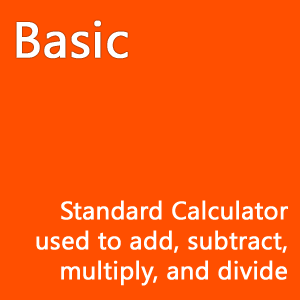 Basic
Standard Calculator
used to add, subtract,
multiply, and divide